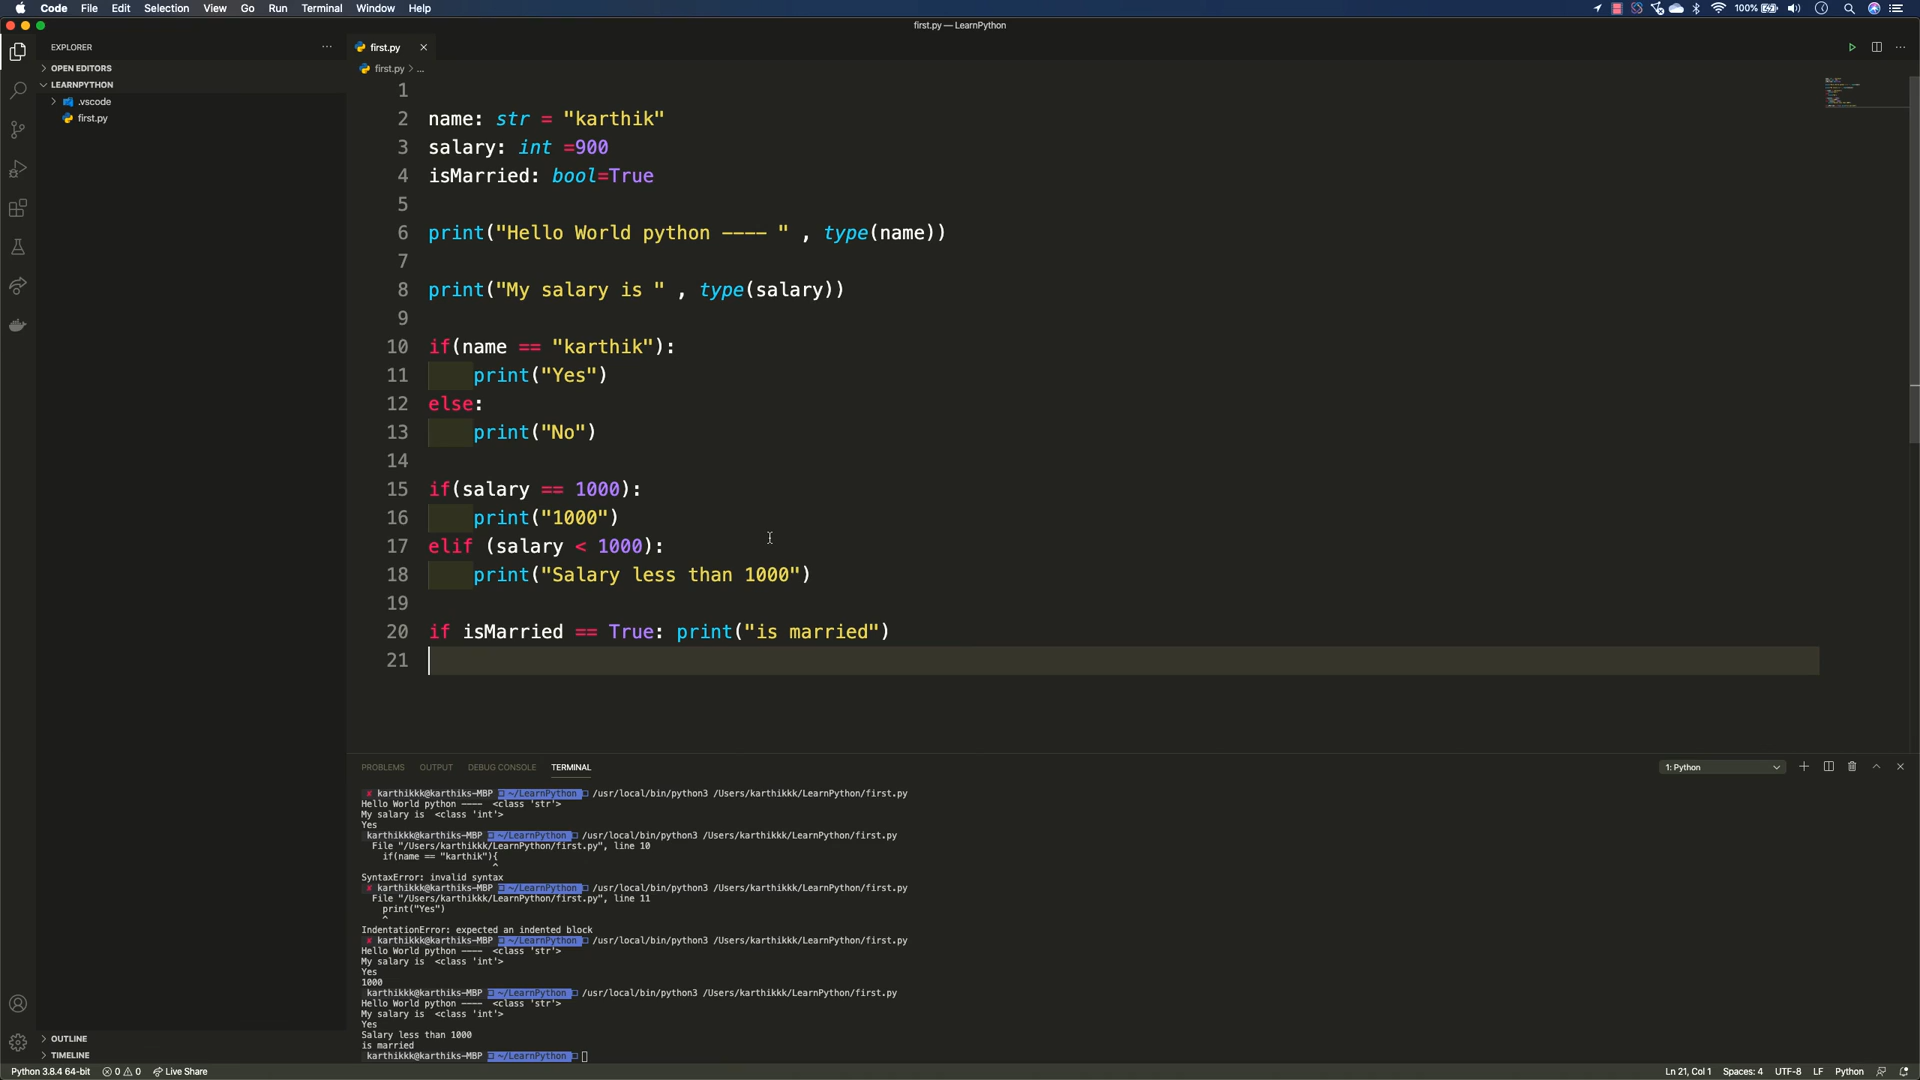 Code File Edit Selection View Go Run Terminal Window Help 100%
first.py — LearnPython
EXPLORER
OPEN EDITORS
LEARNPYTHON
.vscode
first.py
first.py
first.py > ...
1
2 name: str = "karthik"
3 salary: int =900
4 isMarried: bool=True
5
6 print("Hello World python ---- " , type(name))
7
8 print("My salary is " , type(salary))
9
10 if(name == "karthik"):
11 print("Yes")
12 else:
13 print("No")
14
15 if(salary == 1000):
16 print("1000")
17 elif (salary < 1000):
18 print("Salary less than 1000")
19
20 if isMarried == True: print("is married")
21
PROBLEMS OUTPUT DEBUG CONSOLE TERMINAL 1: Python
✘ karthikkk@karthiks-MBP ~/LearnPython /usr/local/bin/python3 /Users/karthikkk/LearnPython/first.py
Hello World python ---- <class 'str'>
My salary is <class 'int'>
Yes
karthikkk@karthiks-MBP ~/LearnPython /usr/local/bin/python3 /Users/karthikkk/LearnPython/first.py
File "/Users/karthikkk/LearnPython/first.py", line 10
if(name == "karthik"){
^
SyntaxError: invalid syntax
✘ karthikkk@karthiks-MBP ~/LearnPython /usr/local/bin/python3 /Users/karthikkk/LearnPython/first.py
File "/Users/karthikkk/LearnPython/first.py", line 11
print("Yes")
^
IndentationError: expected an indented block
✘ karthikkk@karthiks-MBP ~/LearnPython /usr/local/bin/python3 /Users/karthikkk/LearnPython/first.py
Hello World python ---- <class 'str'>
My salary is <class 'int'>
Yes
1000
karthikkk@karthiks-MBP ~/LearnPython /usr/local/bin/python3 /Users/karthikkk/LearnPython/first.py
Hello World python ---- <class 'str'>
My salary is <class 'int'>
Yes
Salary less than 1000
is married
karthikkk@karthiks-MBP ~/LearnPython
OUTLINE
TIMELINE
Python 3.8.4 64-bit 0 0 Live Share Ln 21, Col 1 Spaces: 4 UTF-8 LF Python